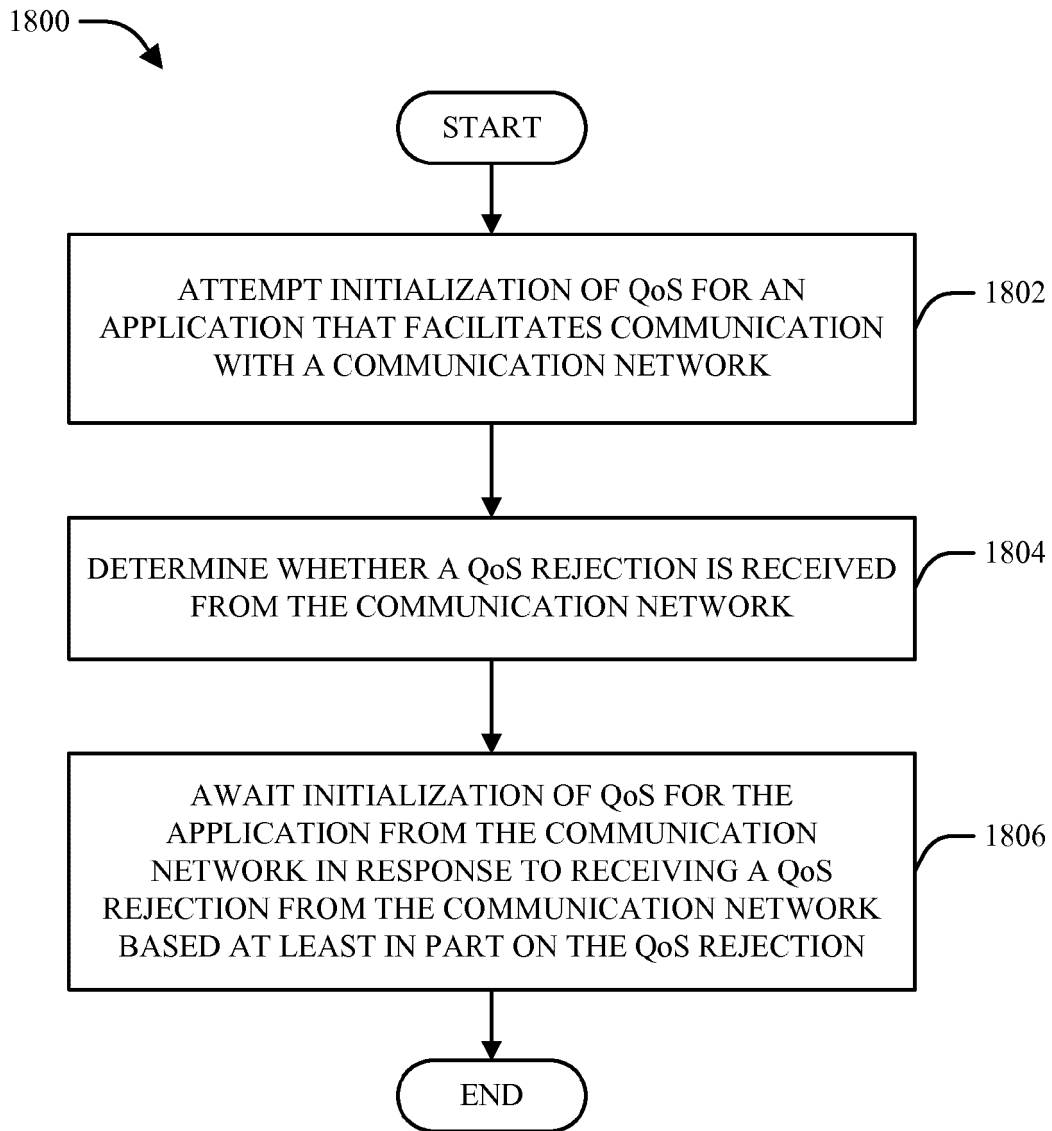 1800
START
ATTEMPT INITIALIZATION OF QoS FOR AN
APPLICATION THAT FACILITATES COMMUNICATION
WITH A COMMUNICATION NETWORK
1802
DETERMINE WHETHER A QoS REJECTION IS RECEIVED
FROM THE COMMUNICATION NETWORK
1804
AWAIT INITIALIZATION OF QoS FOR THE
APPLICATION FROM THE COMMUNICATION
NETWORK IN RESPONSE TO RECEIVING A QoS
REJECTION FROM THE COMMUNICATION NETWORK
BASED AT LEAST IN PART ON THE QoS REJECTION
1806
END